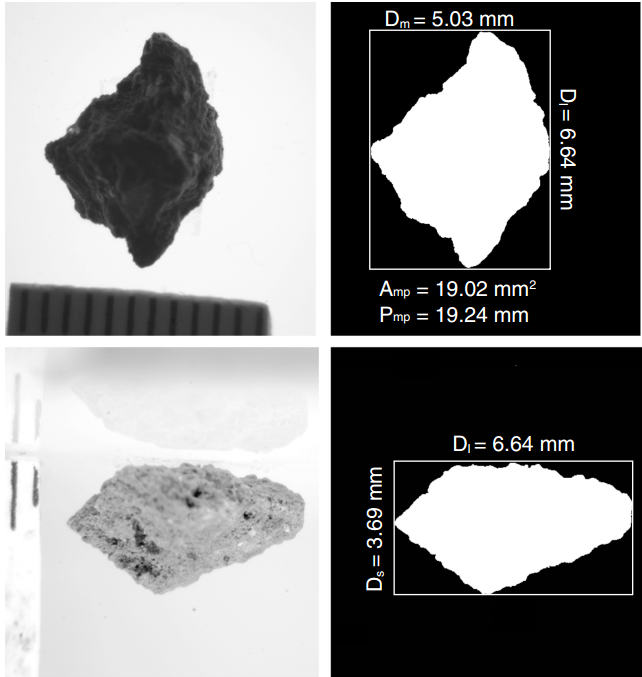 Dm = 5.03 mm
Dl = 6.64 mm
Amp = 19.02 mm²
Pmp = 19.24 mm
Dl = 6.64 mm
Ds = 3.69 mm